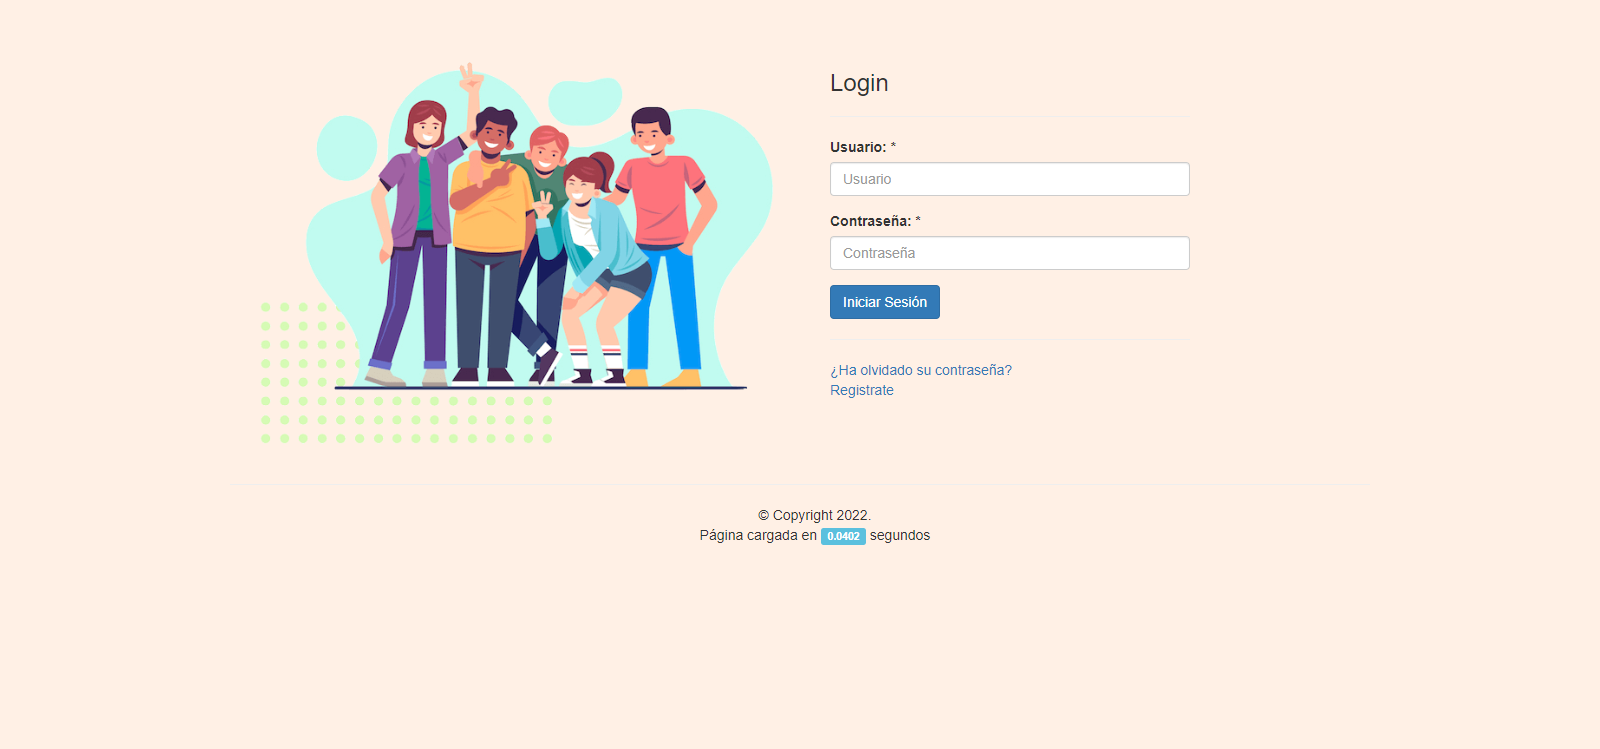 Login
Usuario: *
Usuario
Contraseña: *
Contraseña
Iniciar Sesión
¿Ha olvidado su contraseña?
Registrate
© Copyright 2022.
Página cargada en 0.0402 segundos